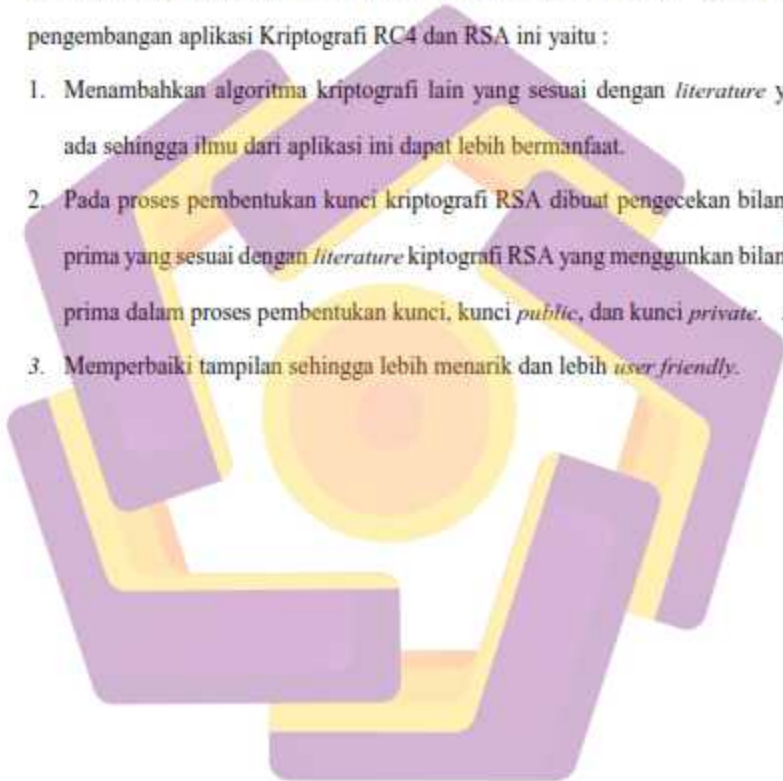 pengembangan aplikasi Kriptografi RC4 dan RSA ini yaitu :
1. Menambahkan algoritma kriptografi lain yang sesuai dengan literature
ada sehingga ilmu dari aplikasi ini dapat lebih bermanfaat.
2. Pada proses pembentukan kunci kriptografi RSA dibuat pengecekan
prima yang sesuai dengan literature kiptografi RSA yang menggunkan
prima dalam proses pembentukan kunci, kunci public, dan kunci private.
3. Memperbaiki tampilan sehingga lebih menarik dan lebih user friendly.